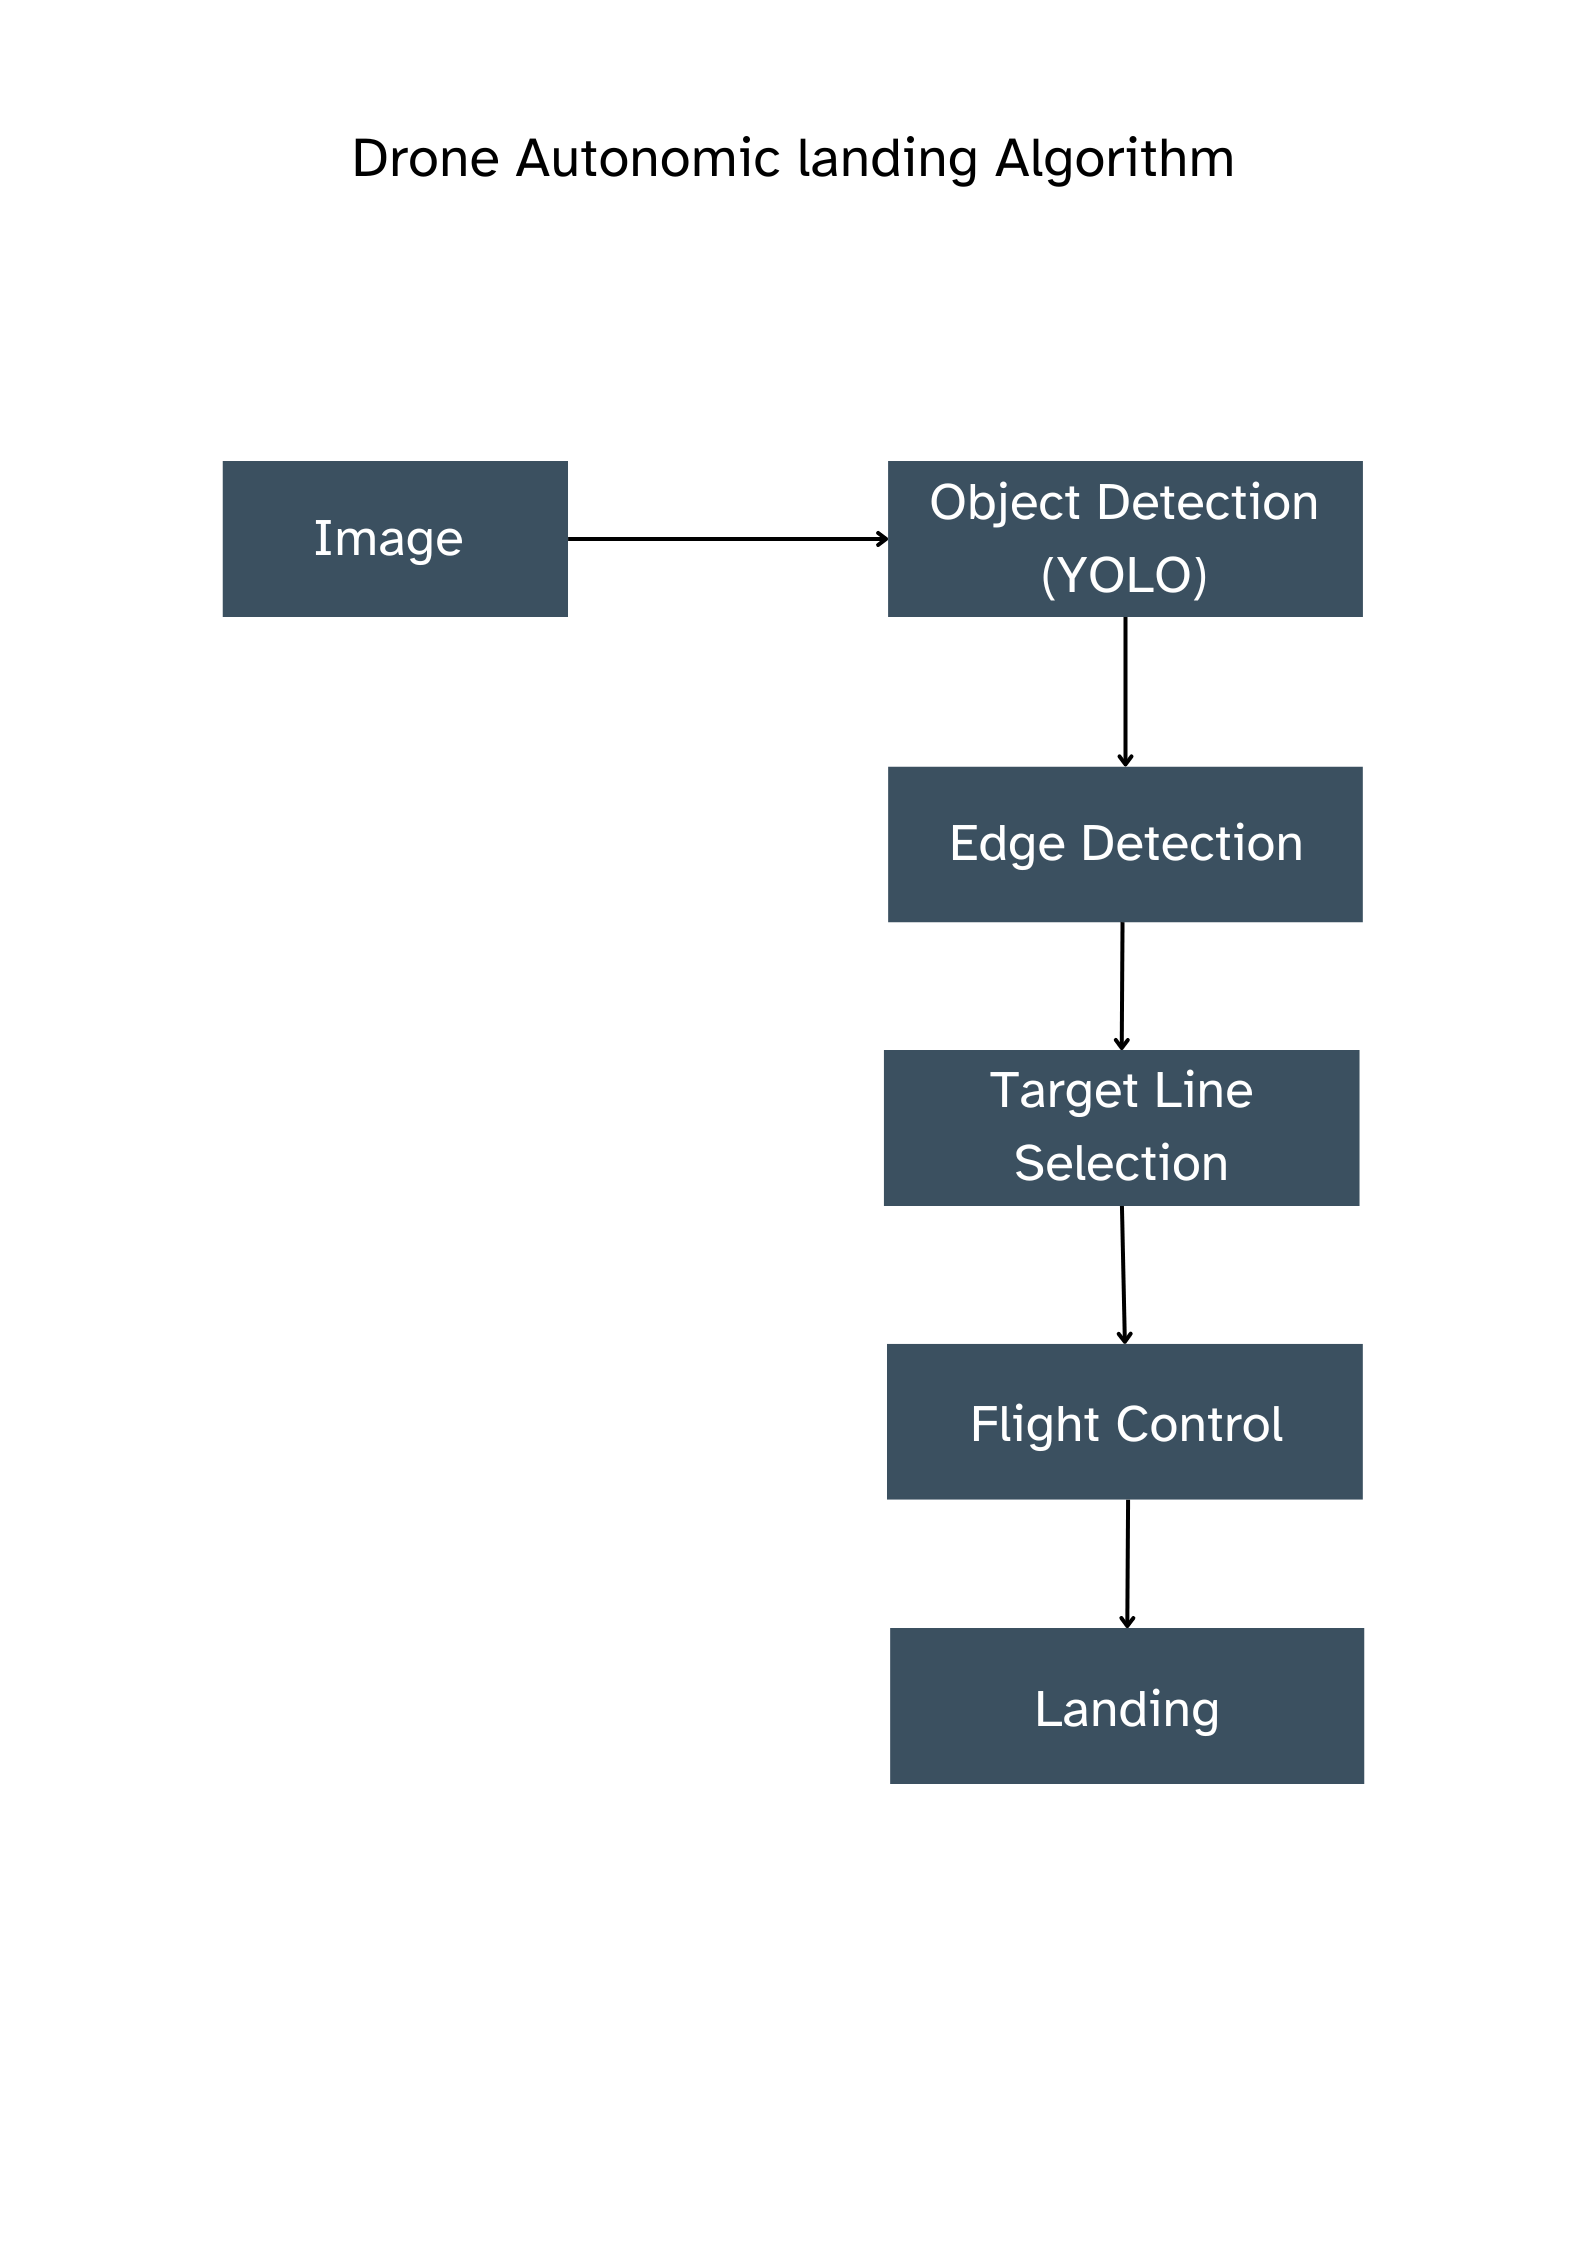 Drone Autonomic landing Algorithm
Image
Object Detection
(YOLO)
Edge Detection
Target Line
Selection
Flight Control
Landing